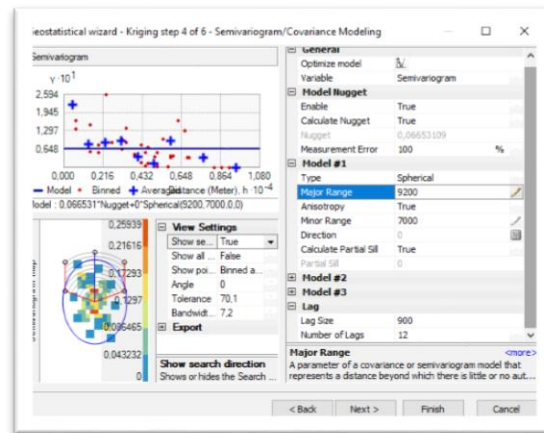 eostatistical wizard - Kriging step 4 of 6 - Semivariogram/Covariance Modeling
Semivariogram
γ·10¹
2,594
1,945
1,297
0,648
0,000 0,216 0,432 0,648 0,864 1,080
Model Binned Averaged Distance (Meter), h·10⁻⁴
Model : 0.066531*Nugget+0*Spherical(9200,7000,0,0)
0,25939
0,21616
0,17293
0,1297
0,086465
0,043232
0
View Settings
Show se... True
Show all ... False
Show poi... Binned a...
Angle 0
Tolerance 70,1
Bandwidt... 7,2
Export
Show search direction
Shows or hides the Search ...
General
Optimize model
Variable Semivariogram
Model Nugget
Enable True
Calculate Nugget True
Nugget 0,06653109
Measurement Error 100 %
Model #1
Type Spherical
Major Range 9200
Anisotropy True
Minor Range 7000
Direction 0
Calculate Partial Sill True
Partial Sill 0
Model #2
Model #3
Lag
Lag Size 900
Number of Lags 12
Major Range <more>
A parameter of a covariance or semivariogram model that
represents a distance beyond which there is little or no aut...
< Back Next > Finish Cancel